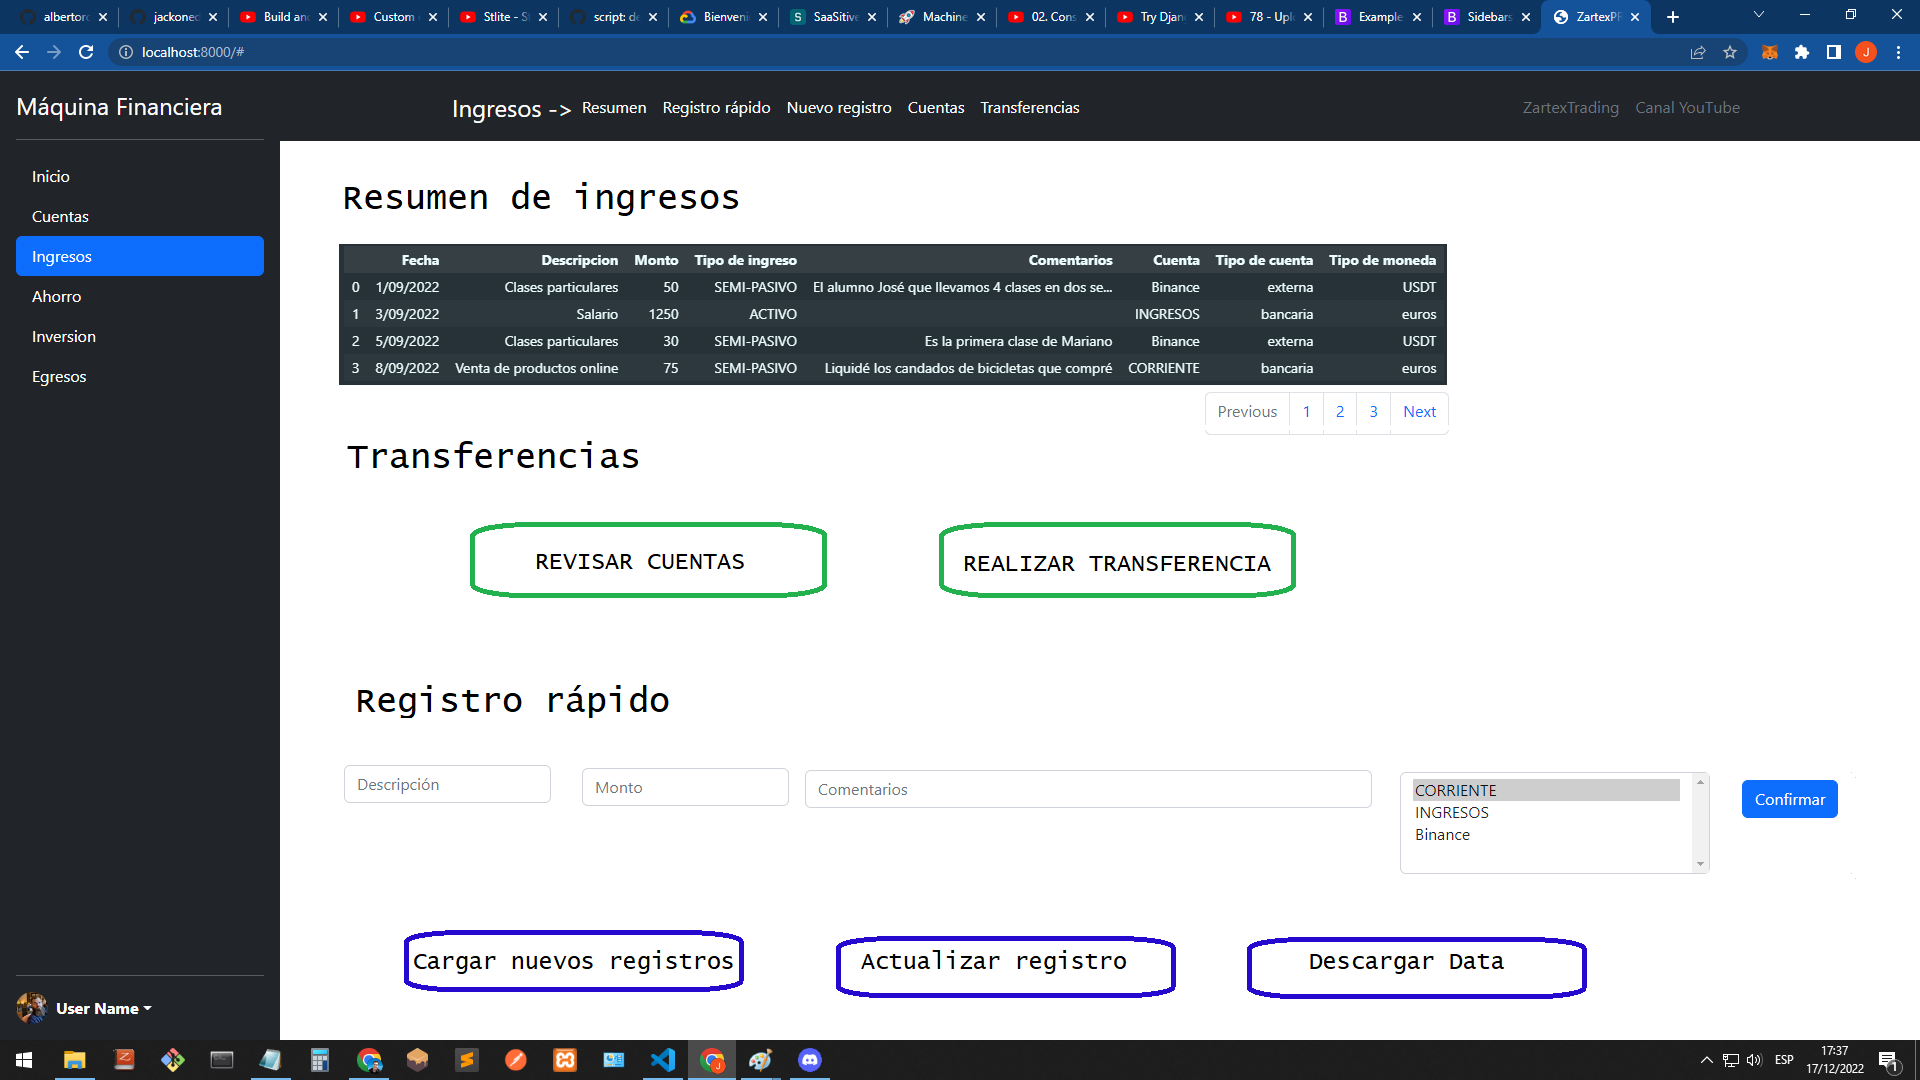 albertoro
jackoned
Build an
Custom
Stlite - S
script: de
Bienveni
SaaSitive
Machine
02. Cons
Try Djan
78 - Upl
Example
Sidebars
ZartexPR
localhost:8000/#
J
Máquina Financiera
Ingresos -> Resumen Registro rápido Nuevo registro Cuentas Transferencias
ZartexTrading Canal YouTube
Inicio
Cuentas
Ingresos
Ahorro
Inversion
Egresos
User Name
Resumen de ingresos
Fecha Descripcion Monto Tipo de ingreso Comentarios Cuenta Tipo de cuenta Tipo de moneda
0 1/09/2022 Clases particulares 50 SEMI-PASIVO El alumno José que llevamos 4 clases en dos se... Binance externa USDT
1 3/09/2022 Salario 1250 ACTIVO INGRESOS bancaria euros
2 5/09/2022 Clases particulares 30 SEMI-PASIVO Es la primera clase de Mariano Binance externa USDT
3 8/09/2022 Venta de productos online 75 SEMI-PASIVO Liquidé los candados de bicicletas que compré CORRIENTE bancaria euros
Previous 1 2 3 Next
Transferencias
REVISAR CUENTAS
REALIZAR TRANSFERENCIA
Registro rápido
Descripción
Monto
Comentarios
CORRIENTE
INGRESOS
Binance
Confirmar
Cargar nuevos registros
Actualizar registro
Descargar Data
ESP
17:37
17/12/2022
1